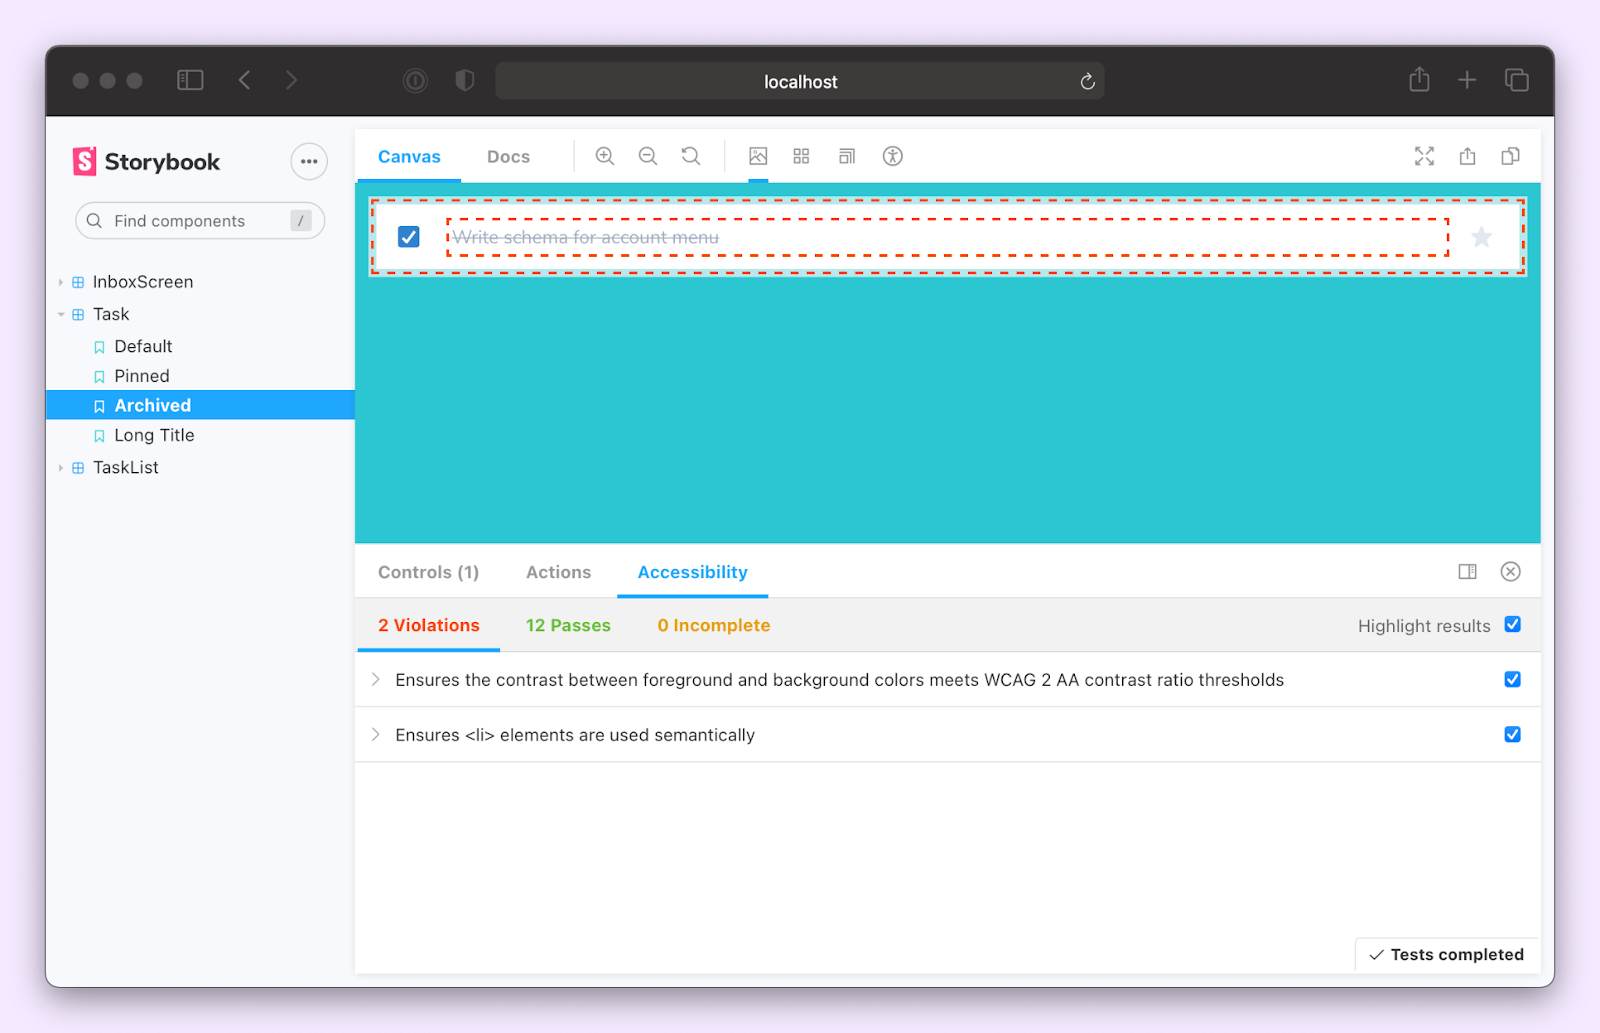 localhost
Storybook
Find components /
InboxScreen
Task
Default
Pinned
Archived
Long Title
TaskList
Canvas Docs
Write schema for account menu
Controls (1) Actions Accessibility
2 Violations 12 Passes 0 Incomplete Highlight results
Ensures the contrast between foreground and background colors meets WCAG 2 AA contrast ratio thresholds
Ensures <li> elements are used semantically
Tests completed